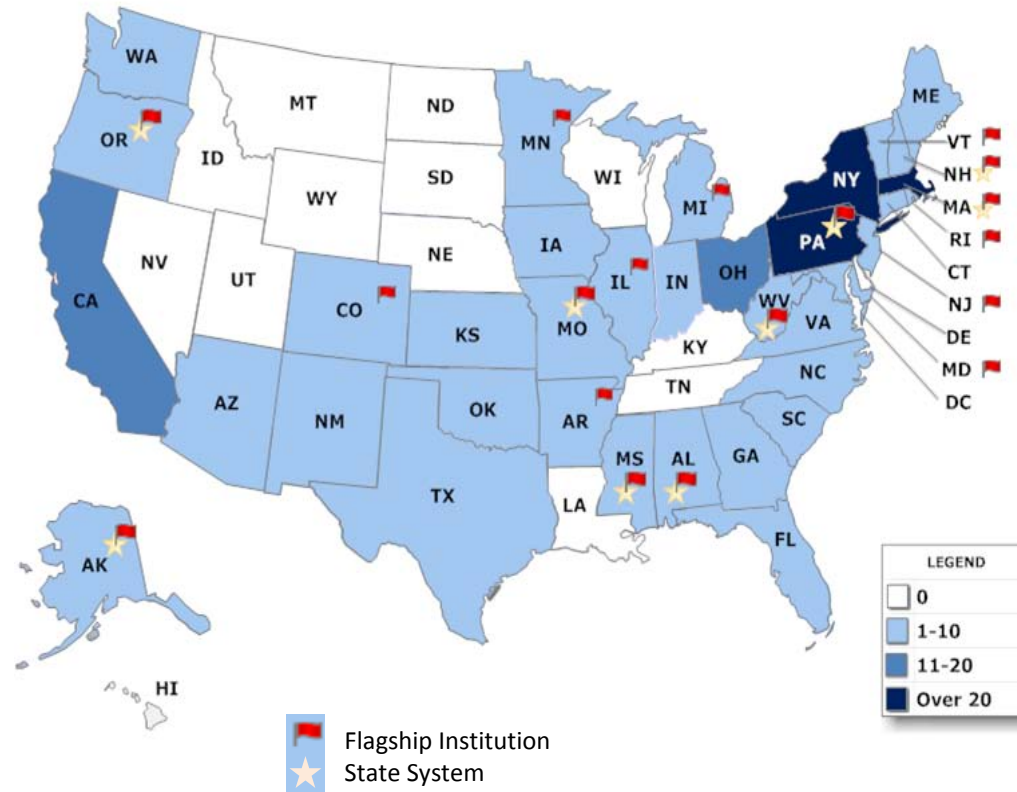 WA
OR
ID
MT
ND
MN
WI
MI
ME
VT
NH
MA
RI
CT
NJ
DE
MD
DC
NY
PA
SD
WY
NE
IA
IL
IN
OH
WV
VA
NV
UT
CO
KS
MO
KY
CA
AZ
NM
OK
AR
TN
NC
SC
MS
AL
GA
TX
LA
FL
AK
HI
LEGEND
0
1-10
11-20
Over 20
Flagship Institution
State System